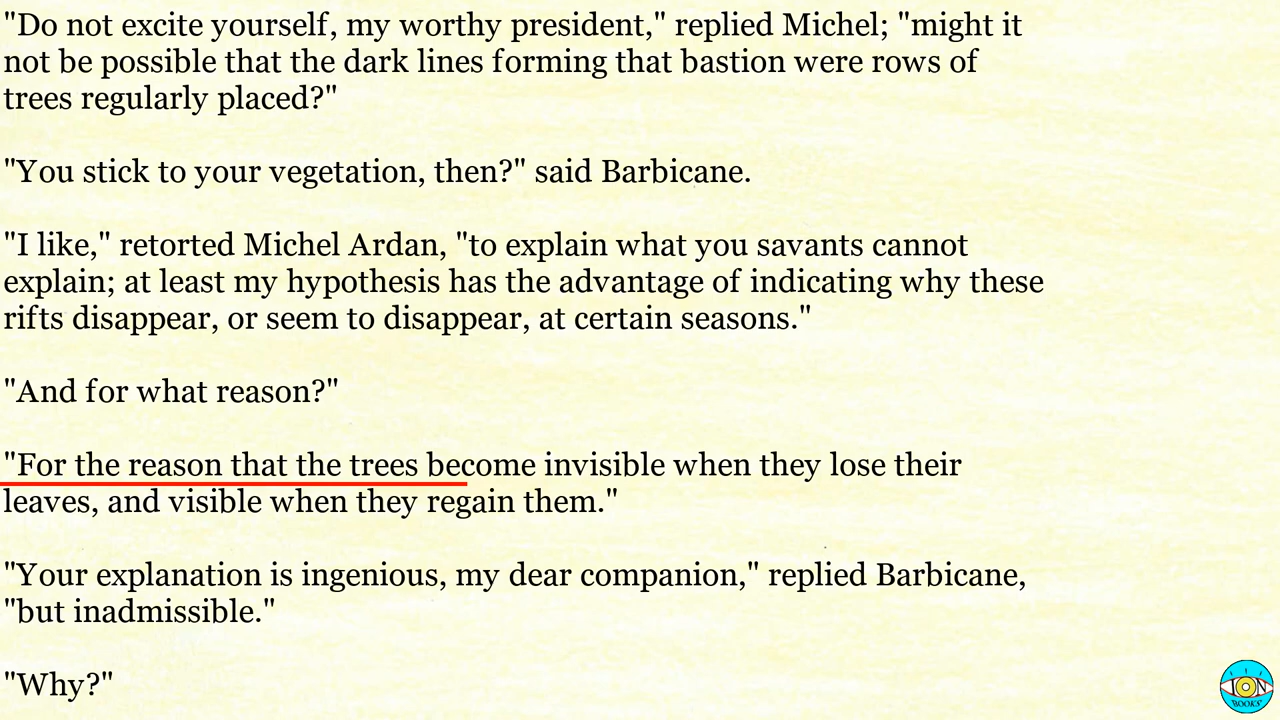 "Do not excite yourself, my worthy president," replied Michel; "might it
not be possible that the dark lines forming that bastion were rows of
trees regularly placed?"
"You stick to your vegetation, then?" said Barbicane.
"I like," retorted Michel Ardan, "to explain what you savants cannot
explain; at least my hypothesis has the advantage of indicating why these
rifts disappear, or seem to disappear, at certain seasons."
"And for what reason?"
"For the reason that the trees become invisible when they lose their
leaves, and visible when they regain them."
"Your explanation is ingenious, my dear companion," replied Barbicane,
"but inadmissible."
"Why?"
ION
BOOKS